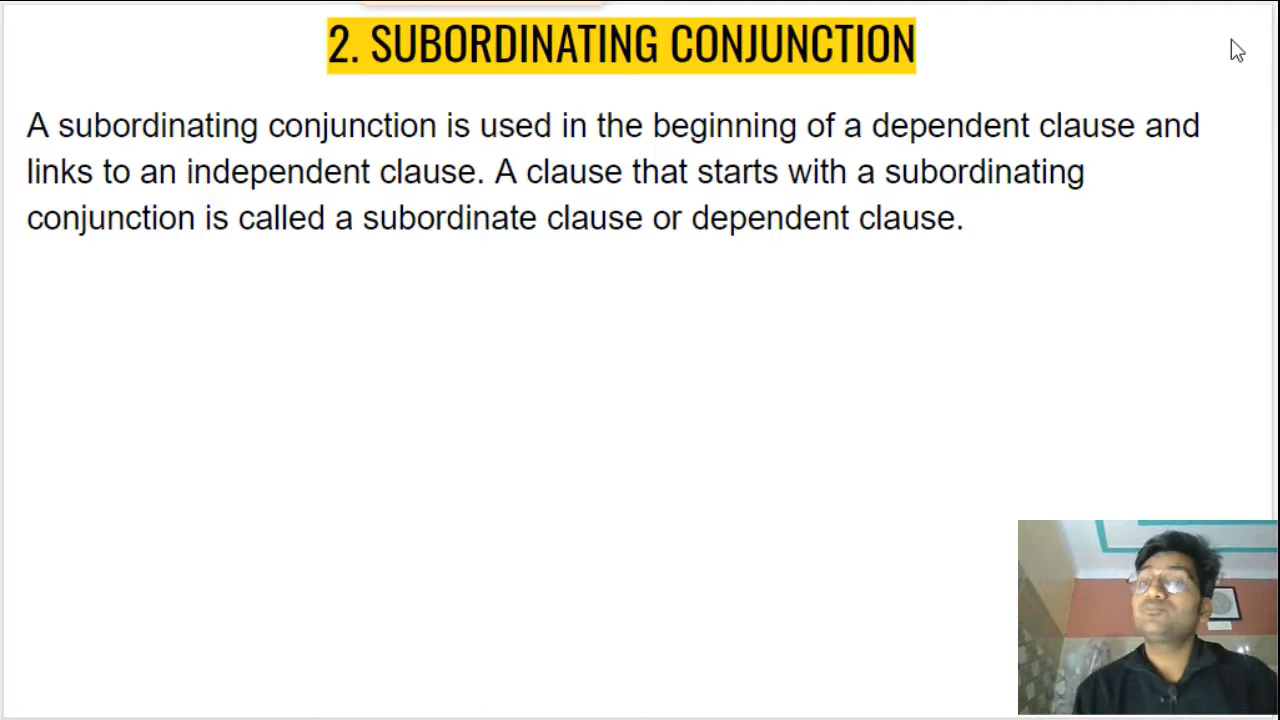 2. SUBORDINATING CONJUNCTION
A subordinating conjunction is used in the beginning of a dependent clause and
links to an independent clause. A clause that starts with a subordinating
conjunction is called a subordinate clause or dependent clause.